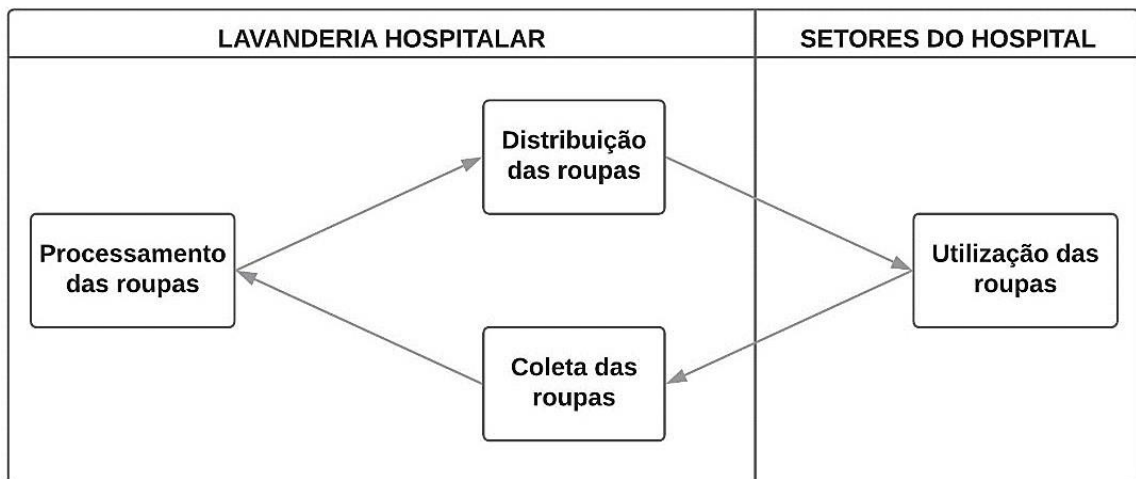 LAVANDERIA HOSPITALAR
SETORES DO HOSPITAL
Distribuição
das roupas
Processamento
das roupas
Utilização das
roupas
Coleta das
roupas